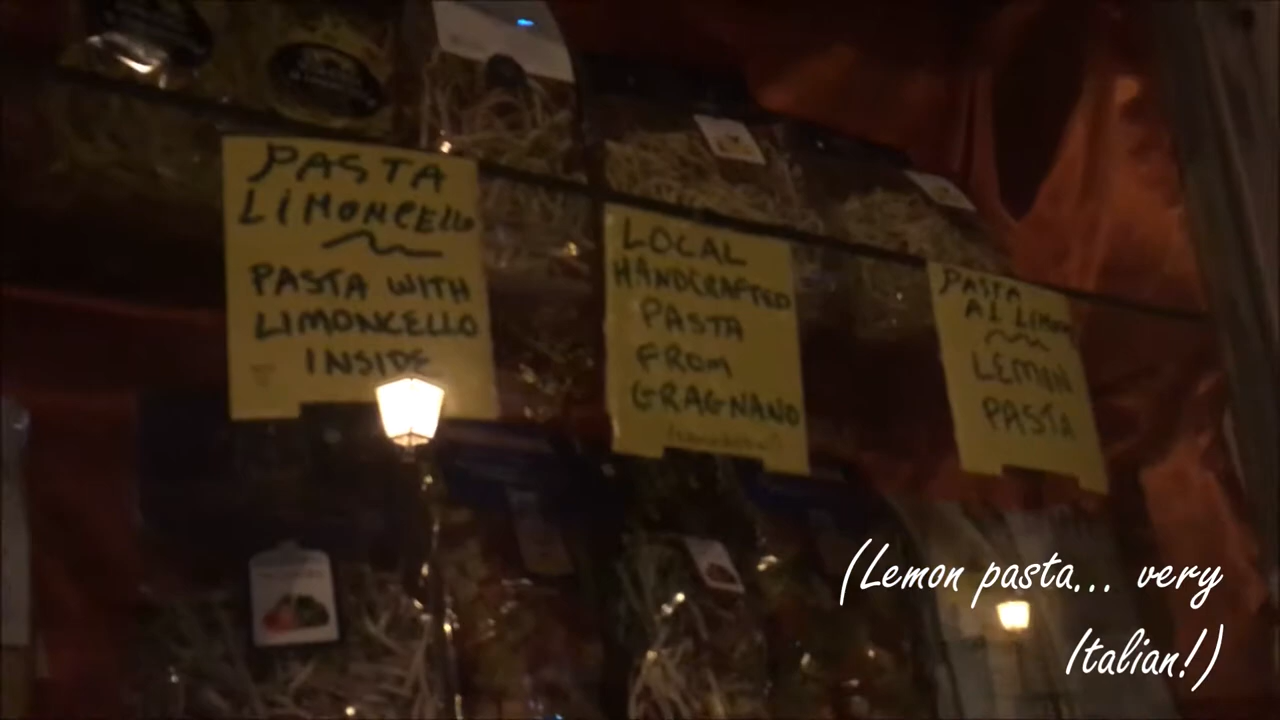 PASTA
LIMONCELLO
PASTA WITH
LIMONCELLO
INSIDE
LOCAL
HANDCRAFTED
PASTA
FROM
GRAGNANO
PASTA
AL LIMONE
LEMON
PASTA
(Lemon pasta... very
Italian!)